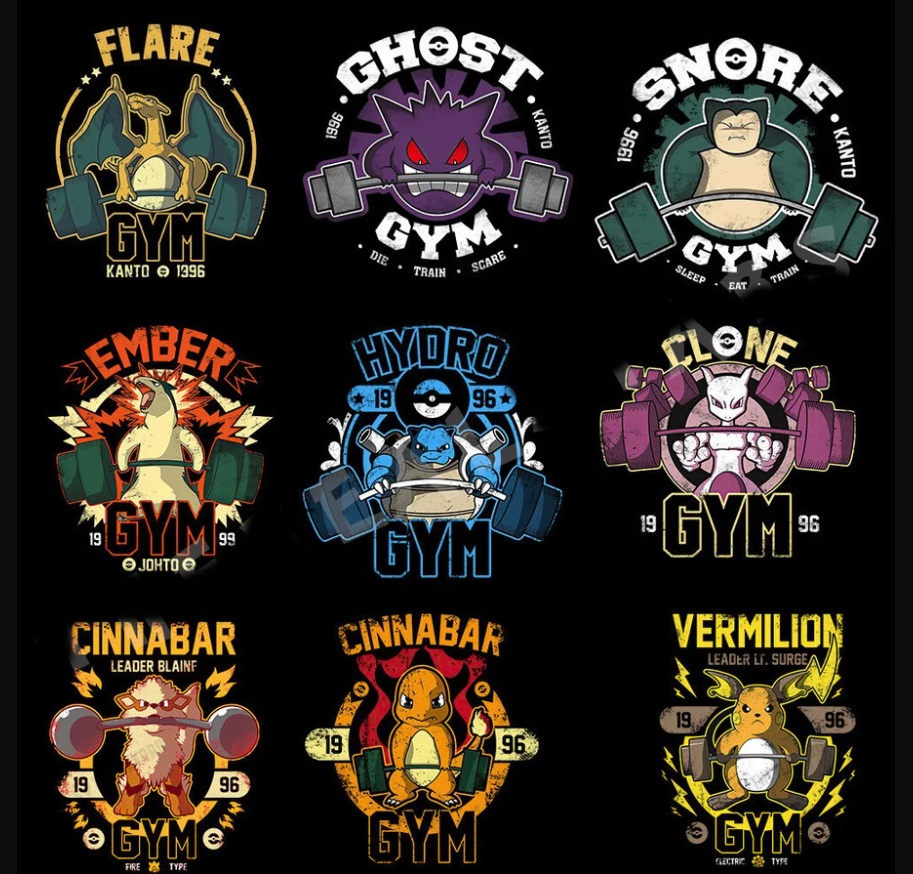 FLARE
GYM
KANTO 1996
GHOST
1996 • KANTO
GYM
DIE • TRAIN • SCARE
SNORE
1996 • KANTO
GYM
SLEEP • EAT • TRAIN
EMBER
GYM
19 99
JOHTO
HYDRO
19 96
GYM
CLONE
19 GYM 96
CINNABAR
LEADER BLAINE
19 96
GYM
FIRE TYPE
CINNABAR
19 96
GYM
VERMILION
LEADER LT. SURGE
19 96
GYM
ELECTRIC TYPE